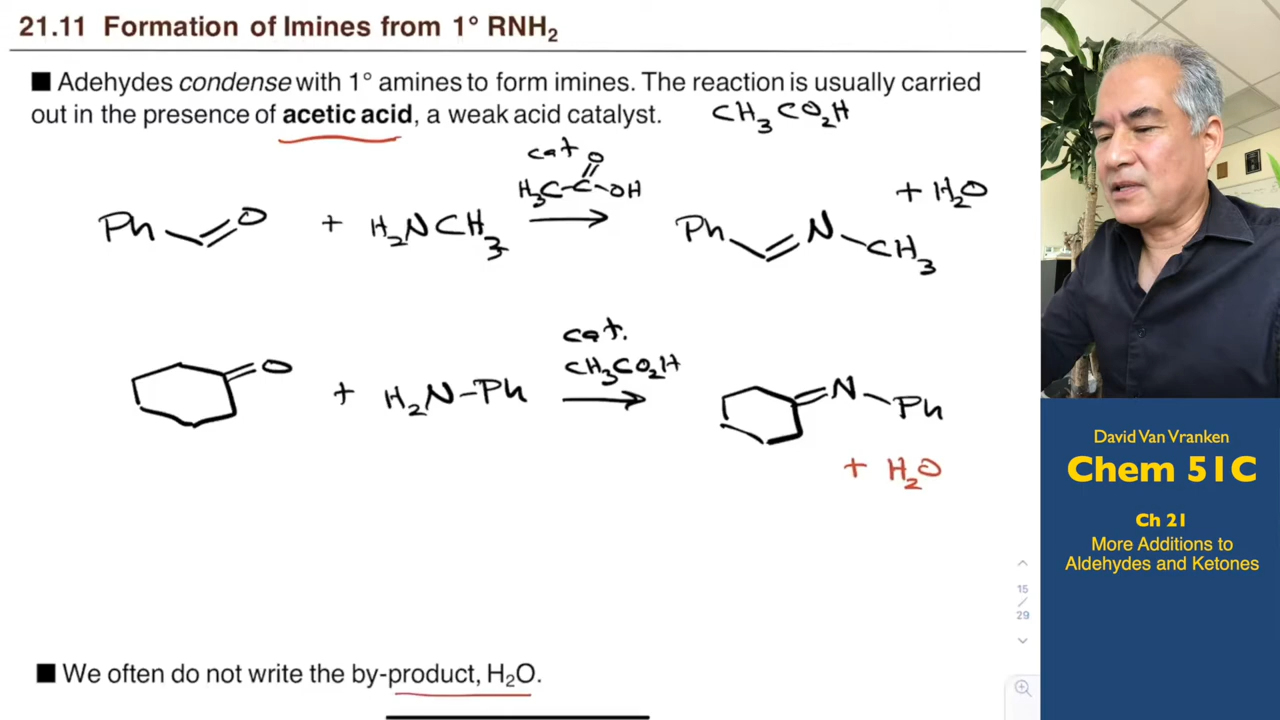 21.11 Formation of Imines from 1° RNH₂
■ Adehydes condense with 1° amines to form imines. The reaction is usually carried
out in the presence of acetic acid, a weak acid catalyst. CH₃CO₂H
cat
O
H₃C-C-OH
+ H₂O
Ph O + H₂NCH₃ Ph N CH₃
cat.
CH₃CO₂H
O + H₂N-Ph N Ph
+ H₂O
■ We often do not write the by-product, H₂O.
David Van Vranken
Chem 51C
Ch 21
More Additions to
Aldehydes and Ketones
15
/
29